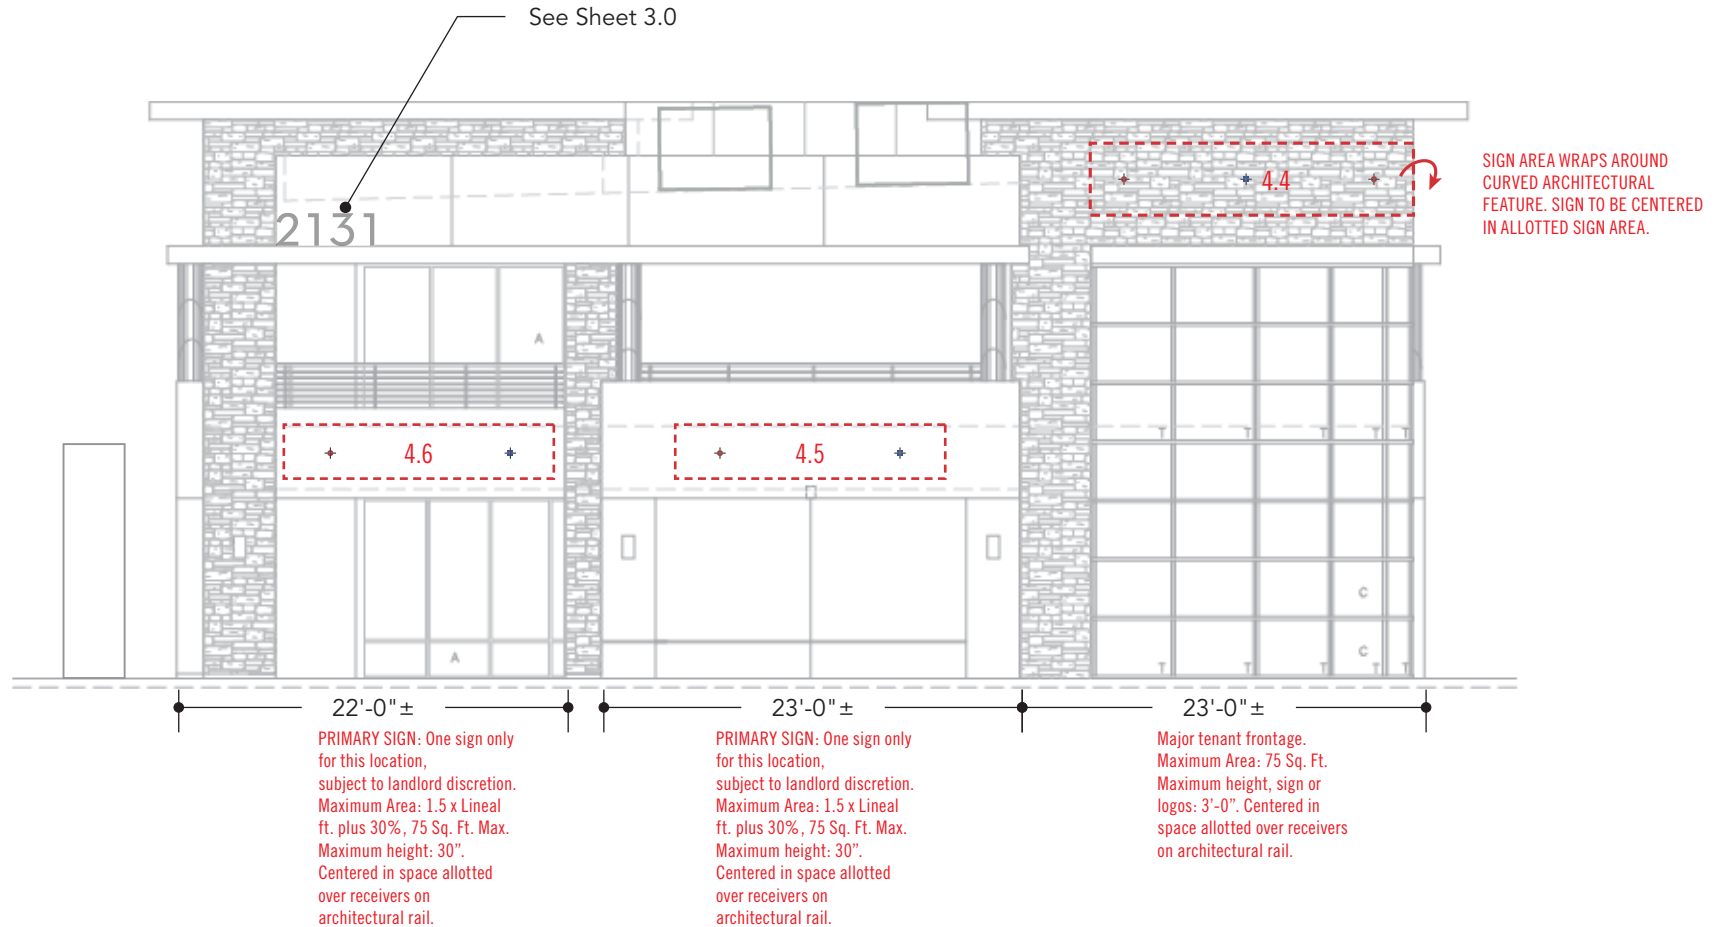 See Sheet 3.0
SIGN AREA WRAPS AROUND
CURVED ARCHITECTURAL
FEATURE. SIGN TO BE CENTERED
IN ALLOTTED SIGN AREA.
4.4
2131
A
4.6
4.5
T T T T T
C
A
C
T T T T T
22'-0"±
23'-0"±
23'-0"±
PRIMARY SIGN: One sign only
for this location,
subject to landlord discretion.
Maximum Area: 1.5 x Lineal
ft. plus 30%, 75 Sq. Ft. Max.
Maximum height: 30”.
Centered in space allotted
over receivers on
architectural rail.
PRIMARY SIGN: One sign only
for this location,
subject to landlord discretion.
Maximum Area: 1.5 x Lineal
ft. plus 30%, 75 Sq. Ft. Max.
Maximum height: 30”.
Centered in space allotted
over receivers on
architectural rail.
Major tenant frontage.
Maximum Area: 75 Sq. Ft.
Maximum height, sign or
logos: 3’-0”. Centered in
space allotted over receivers
on architectural rail.